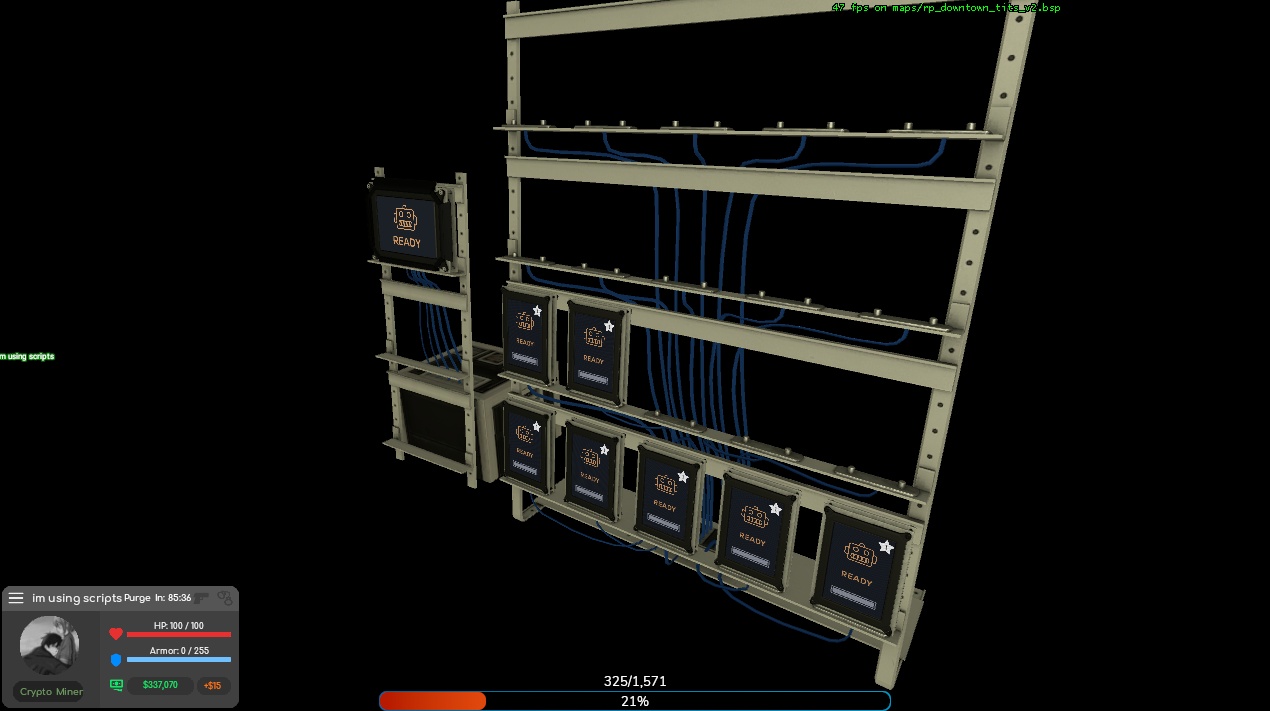 47 fps on maps/rp_downtown_tits_v2.bsp
READY
READY
READY
READY
READY
READY
READY
READY
m using scripts
im using scripts Purge In: 85:36
HP: 100 / 100
Armor: 0 / 255
Crypto Miner
$337,070
+$15
325/1,571
21%